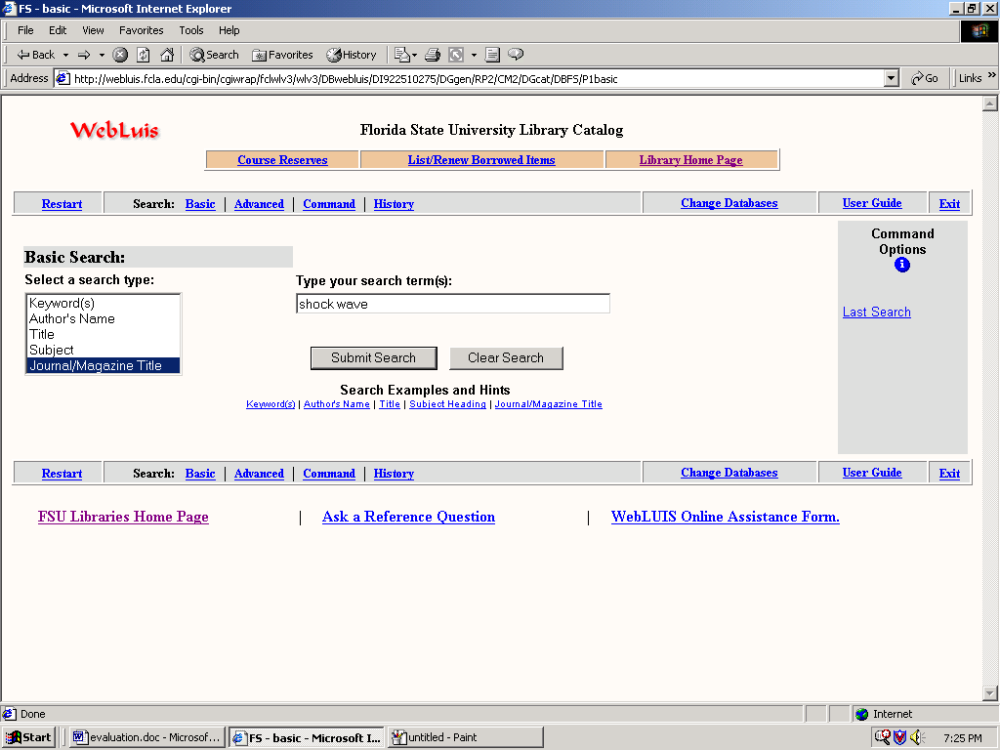 FS - basic - Microsoft Internet Explorer
File Edit View Favorites Tools Help
Back Search Favorites History
Address http://webluis.fcla.edu/cgi-bin/cgiwrap/fclwlv3/wlv3/DBwebluis/DI922510275/DGgen/RP2/CM2/DGcat/DBFS/P1basic Go Links »
WebLuis
Florida State University Library Catalog
Course Reserves List/Renew Borrowed Items Library Home Page
Restart Search: Basic | Advanced | Command | History Change Databases User Guide Exit
Command
Options
i
Last Search
Basic Search:
Select a search type: Type your search term(s):
Keyword(s) shock wave
Author's Name
Title
Subject
Journal/Magazine Title
Submit Search Clear Search
Search Examples and Hints
Keyword(s) | Author's Name | Title | Subject Heading | Journal/Magazine Title
Restart Search: Basic | Advanced | Command | History Change Databases User Guide Exit
FSU Libraries Home Page | Ask a Reference Question | WebLUIS Online Assistance Form.
Done Internet
Start evaluation.doc - Microsof... FS - basic - Microsoft I... untitled - Paint 7:25 PM